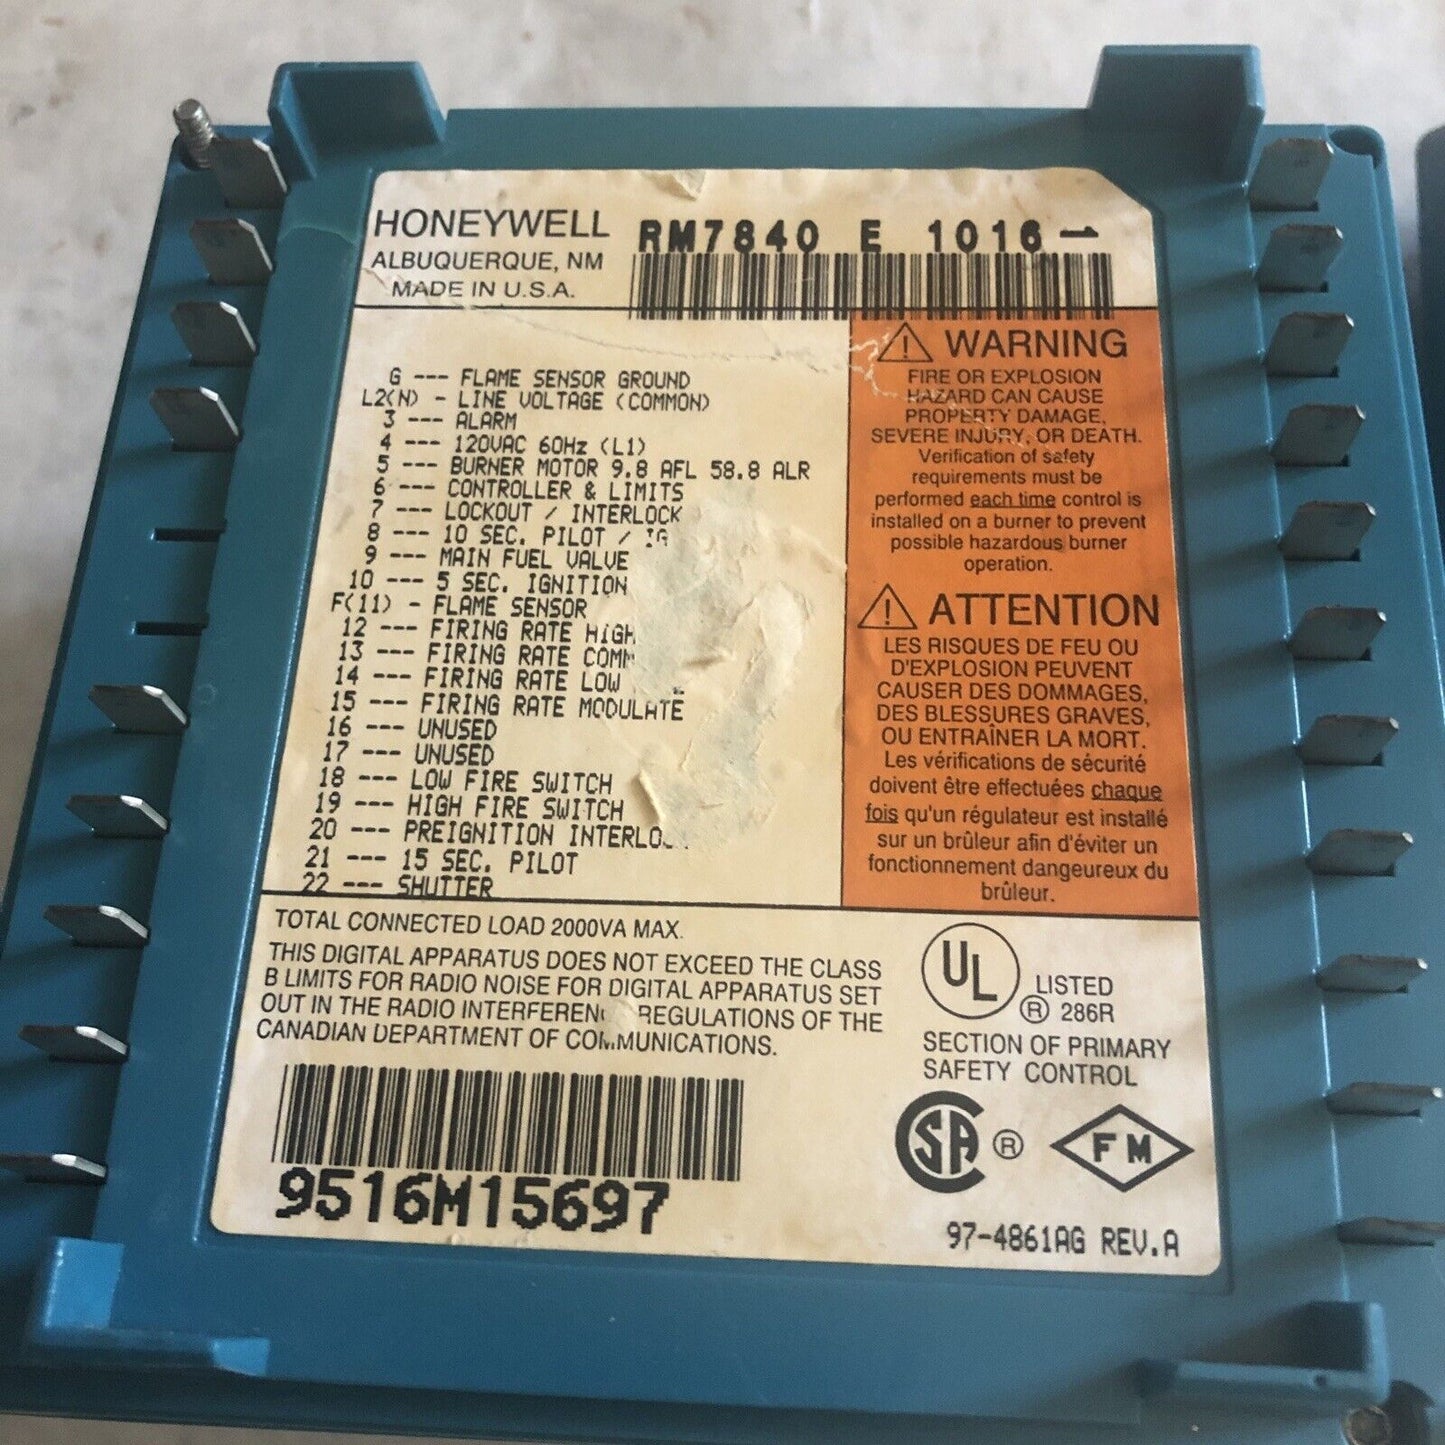 HONEYWELL
ALBUQUERQUE, NM
MADE IN U.S.A.
RM7840 E 1016
G --- FLAME SENSOR GROUND
L2(N) - LINE VOLTAGE (COMMON)
3 --- ALARM
4 --- 120VAC 60Hz (L1)
5 --- BURNER MOTOR 9.8 AFL 58.8 ALR
6 --- CONTROLLER & LIMITS
7 --- LOCKOUT / INTERLOCK
8 --- 10 SEC. PILOT /
9 --- MAIN FUEL VALVE
10 --- 5 SEC. IGNITION
F(11) - FLAME SENSOR
12 --- FIRING RATE HIGH
13 --- FIRING RATE
14 --- FIRING RATE LOW
15 --- FIRING RATE MODULATE
16 --- UNUSED
17 --- UNUSED
18 --- LOW FIRE SWITCH
19 --- HIGH FIRE SWITCH
20 --- PREIGNITION
21 --- 15 SEC. PILOT
22 --- SHUTTER
WARNING
FIRE OR EXPLOSION
HAZARD CAN CAUSE
PROPERTY DAMAGE,
SEVERE INJURY, OR DEATH.
Verification of safety
requirements must be
performed each time control is
installed on a burner to prevent
possible hazardous burner
operation.
ATTENTION
LES RISQUES DE FEU OU
D'EXPLOSION PEUVENT
CAUSER DES DOMMAGES,
DES BLESSURES GRAVES,
OU ENTRAÎNER LA MORT.
Les vérifications de sécurité
doivent être effectuées chaque
fois qu'un régulateur est installé
sur un brûleur afin d'éviter un
fonctionnement dangeureux du
brûleur.
TOTAL CONNECTED LOAD 2000VA MAX.
THIS DIGITAL APPARATUS DOES NOT EXCEED THE CLASS
B LIMITS FOR RADIO NOISE FOR DIGITAL APPARATUS SET
OUT IN THE RADIO INTERFERENCE REGULATIONS OF THE
CANADIAN DEPARTMENT OF COMMUNICATIONS.
9516M15697
UL
LISTED
® 286R
SECTION OF PRIMARY
SAFETY CONTROL
SA ® FM
97-4861AG REV.A